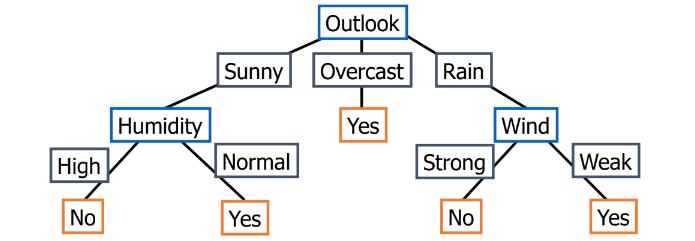 Outlook
Sunny
Overcast
Rain
Humidity
Yes
Wind
High
Normal
Strong
Weak
No
Yes
No
Yes